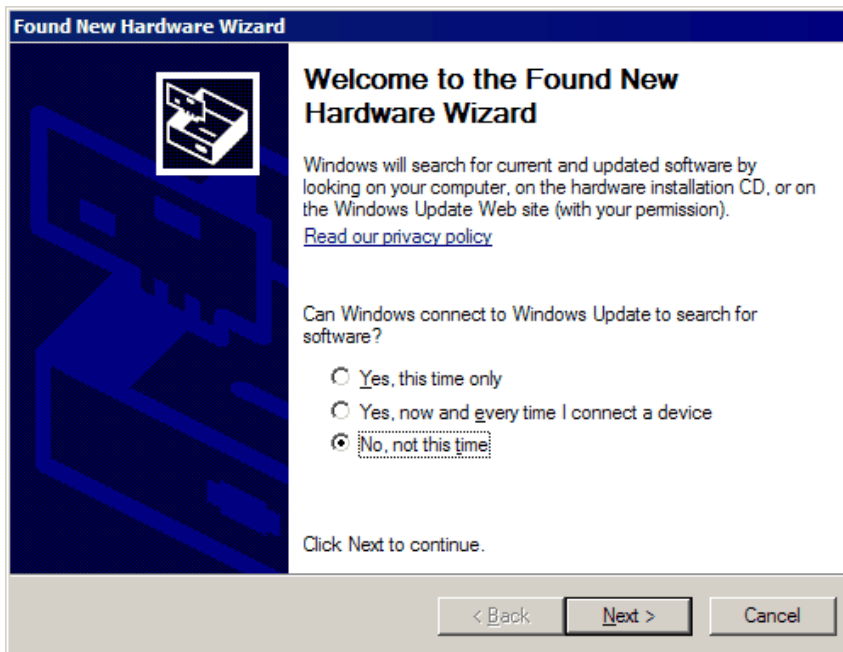 Found New Hardware Wizard
Welcome to the Found New
Hardware Wizard
Windows will search for current and updated software by
looking on your computer, on the hardware installation CD, or on
the Windows Update Web site (with your permission).
Read our privacy policy
Can Windows connect to Windows Update to search for
software?
Yes, this time only
Yes, now and every time I connect a device
No, not this time
Click Next to continue.
< Back
Next >
Cancel